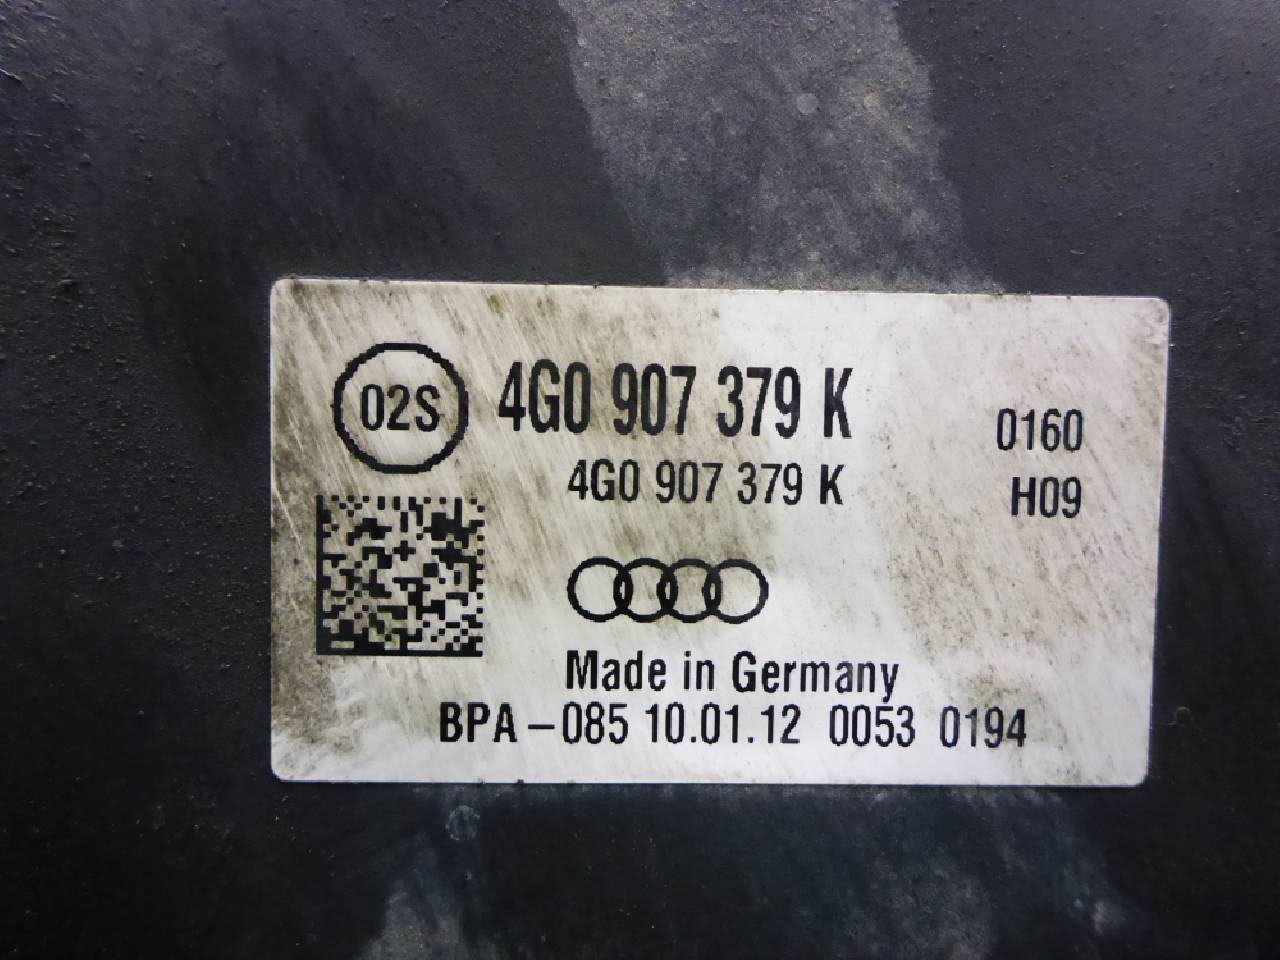 02S 4G0 907 379 K 0160
4G0 907 379 K H09
Made in Germany
BPA-085 10.01.12 0053 0194